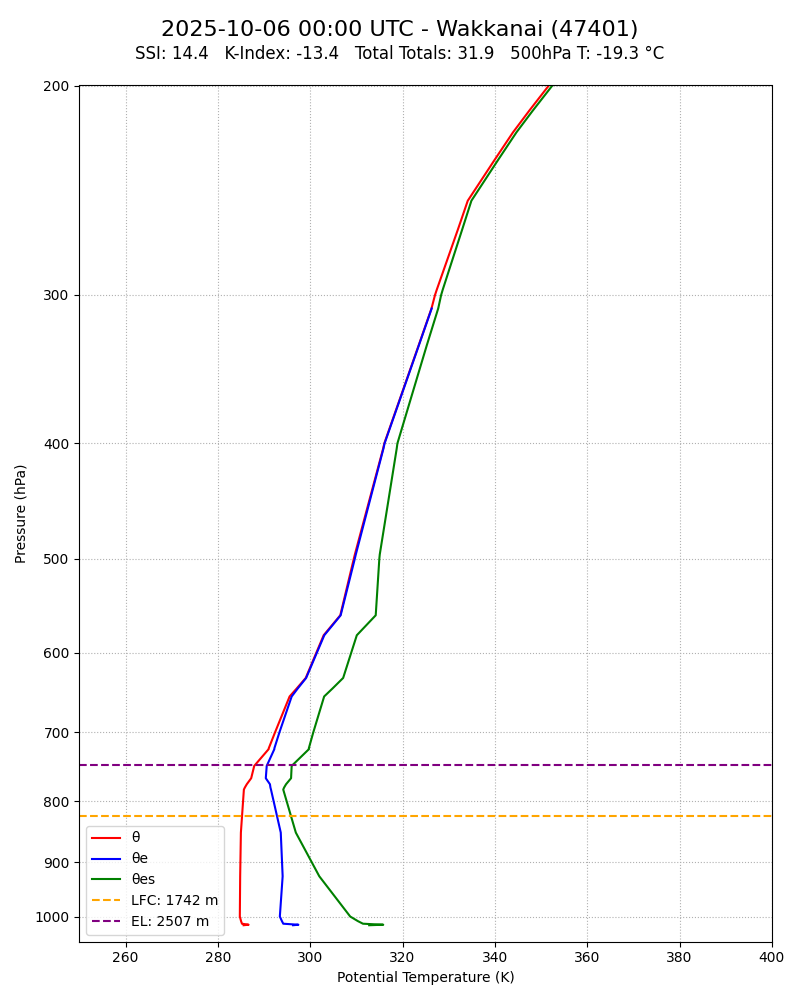 2025-10-06 00:00 UTC - Wakkanai (47401)
SSI: 14.4 K-Index: -13.4 Total Totals: 31.9 500hPa T: -19.3 °C
200
300
400
500
600
700
800
900
1000
Pressure (hPa)
θ
θe
θes
LFC: 1742 m
EL: 2507 m
260 280 300 320 340 360 380 400
Potential Temperature (K)